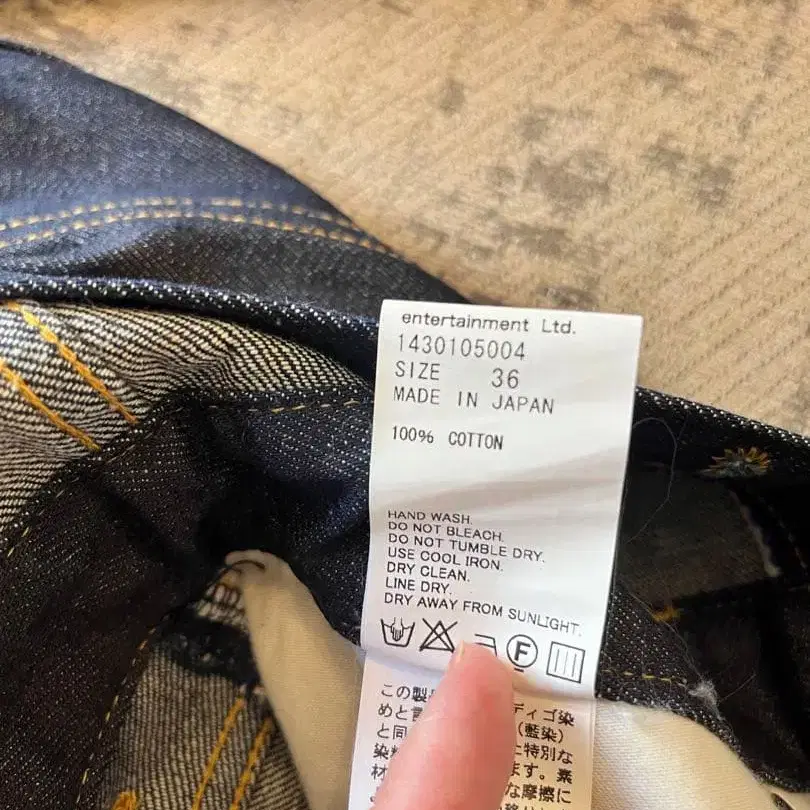 entertainment Ltd.
1430105004
SIZE 36
MADE IN JAPAN
100% COTTON
HAND WASH.
DO NOT BLEACH.
DO NOT TUMBLE DRY.
USE COOL IRON.
DRY CLEAN.
LINE DRY.
DRY AWAY FROM SUNLIGHT.
F
この製 ディゴ染
めと言 (藍染)
と同 
染料 に特別な
材 ます。素
な摩擦に